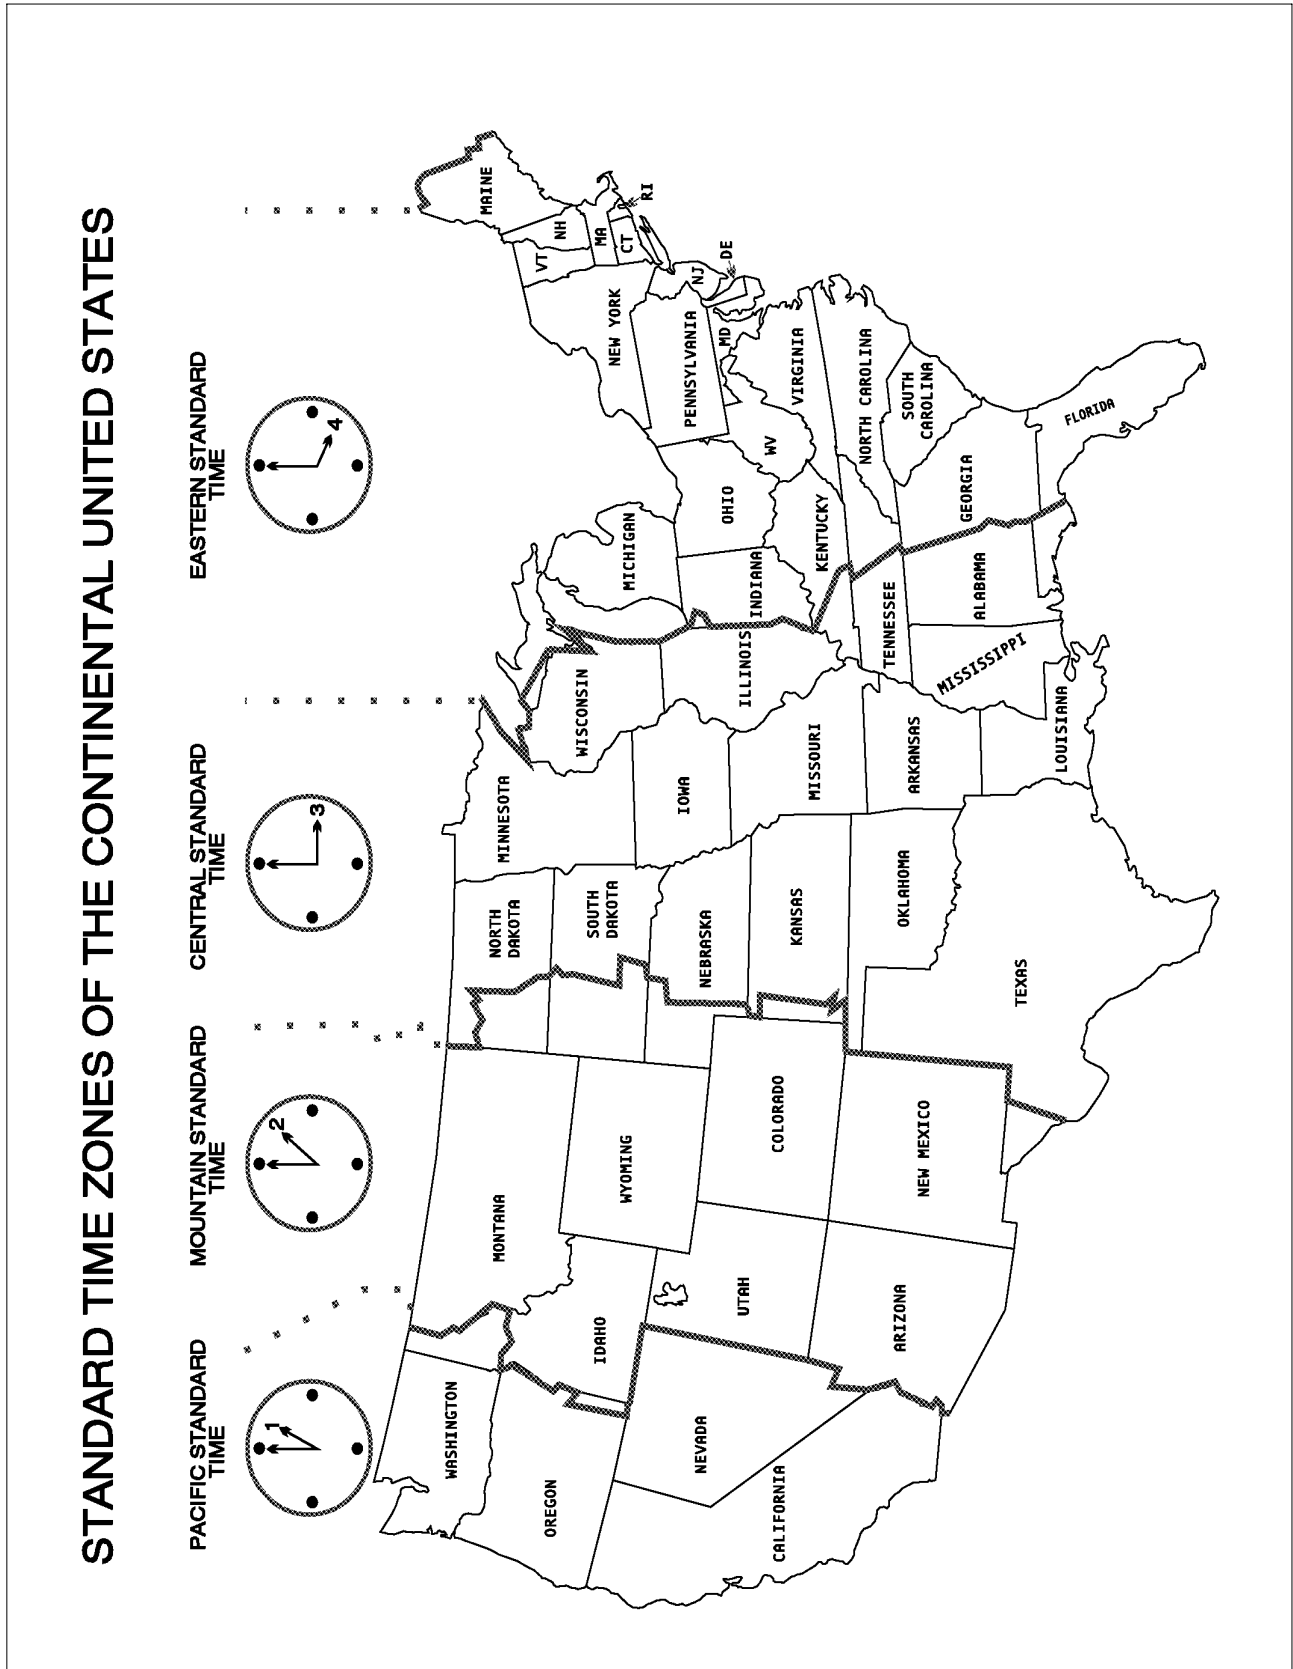 STANDARD TIME ZONES OF THE CONTINENTAL UNITED STATES
PACIFIC STANDARD
TIME
MOUNTAIN STANDARD
TIME
CENTRAL STANDARD
TIME
EASTERN STANDARD
TIME
1
2
3
4
WASHINGTON
OREGON
CALIFORNIA
NEVADA
IDAHO
MONTANA
WYOMING
UTAH
ARIZONA
COLORADO
NEW MEXICO
NORTH
DAKOTA
SOUTH
DAKOTA
NEBRASKA
KANSAS
OKLAHOMA
TEXAS
MINNESOTA
IOWA
MISSOURI
ARKANSAS
LOUISIANA
WISCONSIN
ILLINOIS
MICHIGAN
INDIANA
OHIO
KENTUCKY
TENNESSEE
MISSISSIPPI
ALABAMA
GEORGIA
FLORIDA
SOUTH
CAROLINA
NORTH CAROLINA
VIRGINIA
WV
MD
DE
PENNSYLVANIA
NJ
NEW YORK
CT
RI
MA
VT
NH
MAINE